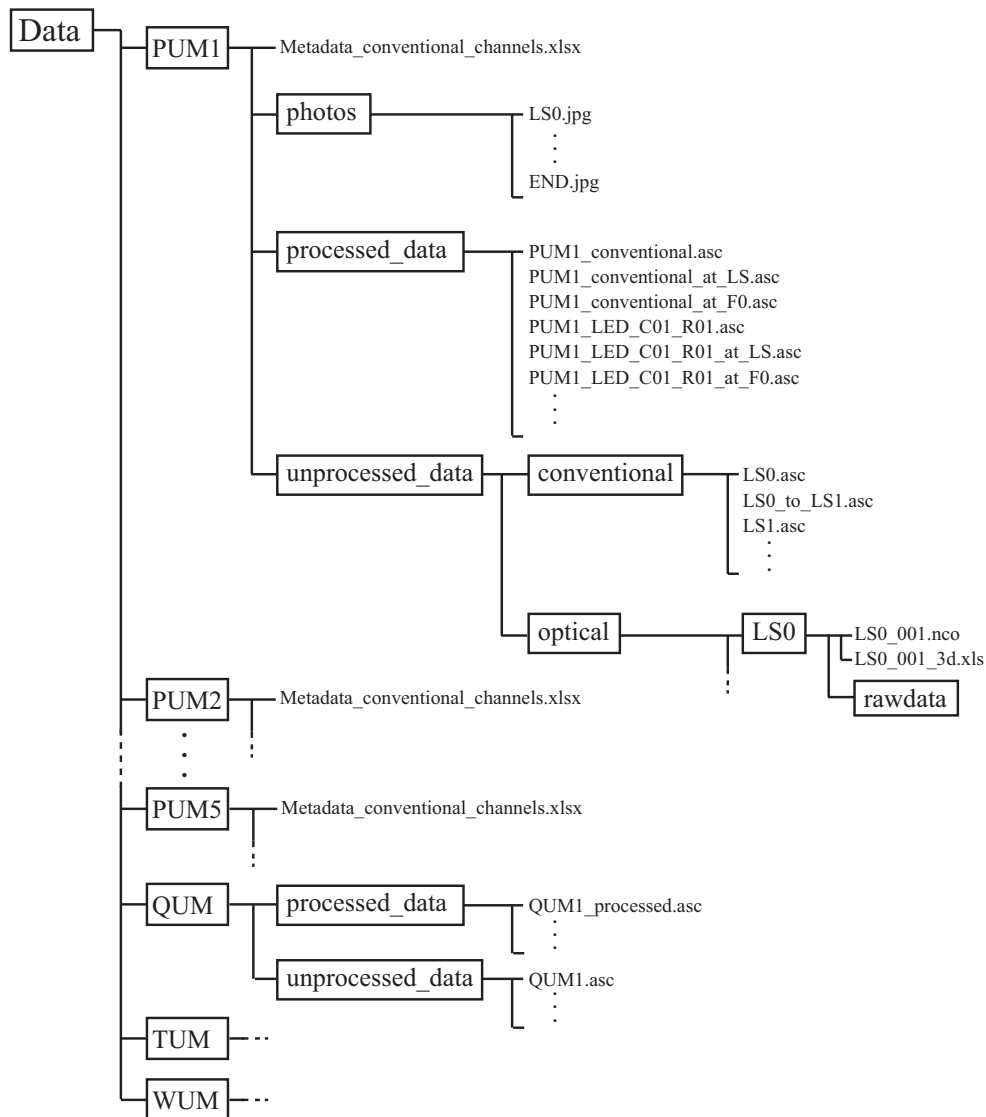 Data
PUM1
Metadata_conventional_channels.xlsx
photos
LS0.jpg
END.jpg
processed_data
PUM1_conventional.asc
PUM1_conventional_at_LS.asc
PUM1_conventional_at_F0.asc
PUM1_LED_C01_R01.asc
PUM1_LED_C01_R01_at_LS.asc
PUM1_LED_C01_R01_at_F0.asc
unprocessed_data
conventional
LS0.asc
LS0_to_LS1.asc
LS1.asc
optical
LS0
LS0_001.nco
LS0_001_3d.xls
rawdata
PUM2
Metadata_conventional_channels.xlsx
PUM5
Metadata_conventional_channels.xlsx
QUM
processed_data
QUM1_processed.asc
unprocessed_data
QUM1.asc
TUM
WUM